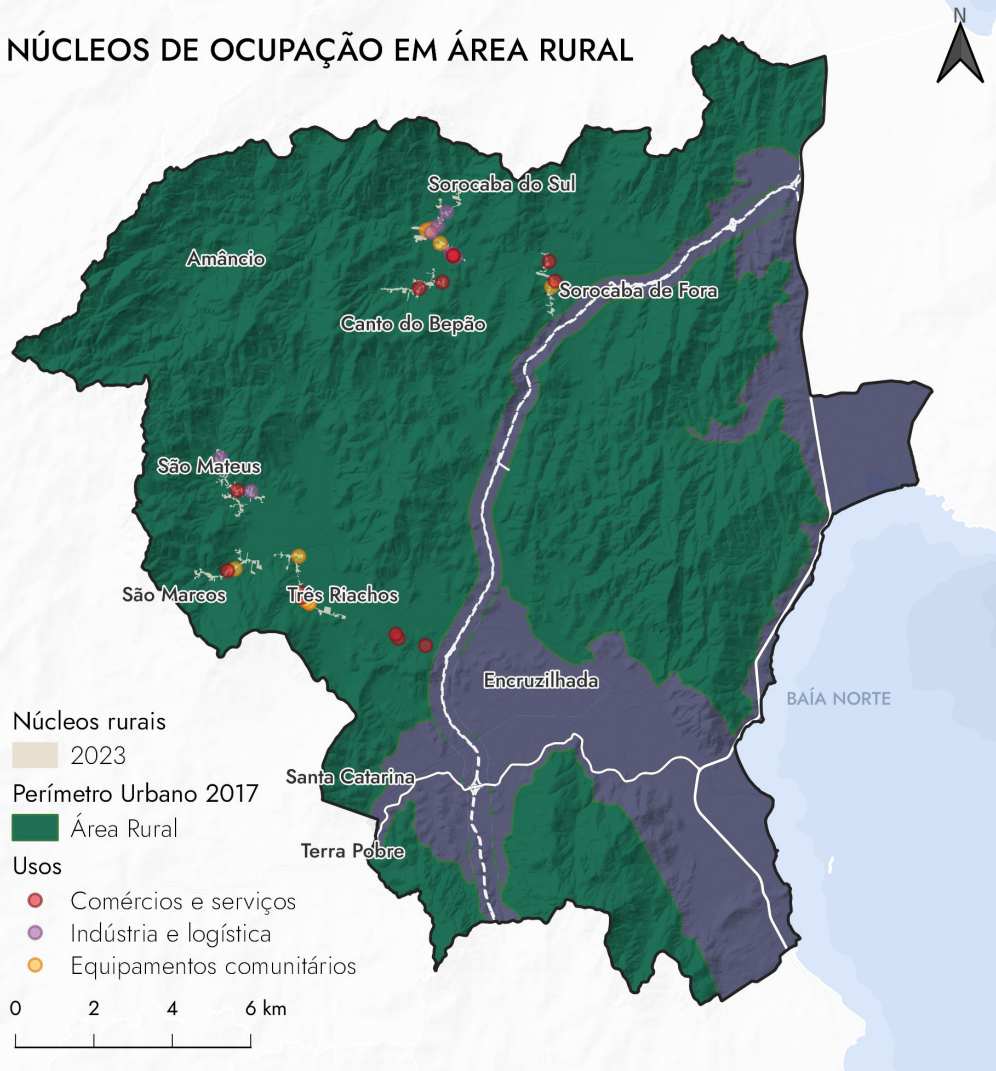 N
NÚCLEOS DE OCUPAÇÃO EM ÁREA RURAL
Sorocaba do Sul
Amâncio
Sorocaba de Fora
Canto do Bepão
São Mateus
São Marcos
Três Riachos
Encruzilhada
BAÍA NORTE
Santa Catarina
Terra Pobre
Núcleos rurais
2023
Perímetro Urbano 2017
Área Rural
Usos
Comércios e serviços
Indústria e logística
Equipamentos comunitários
0 2 4 6 km